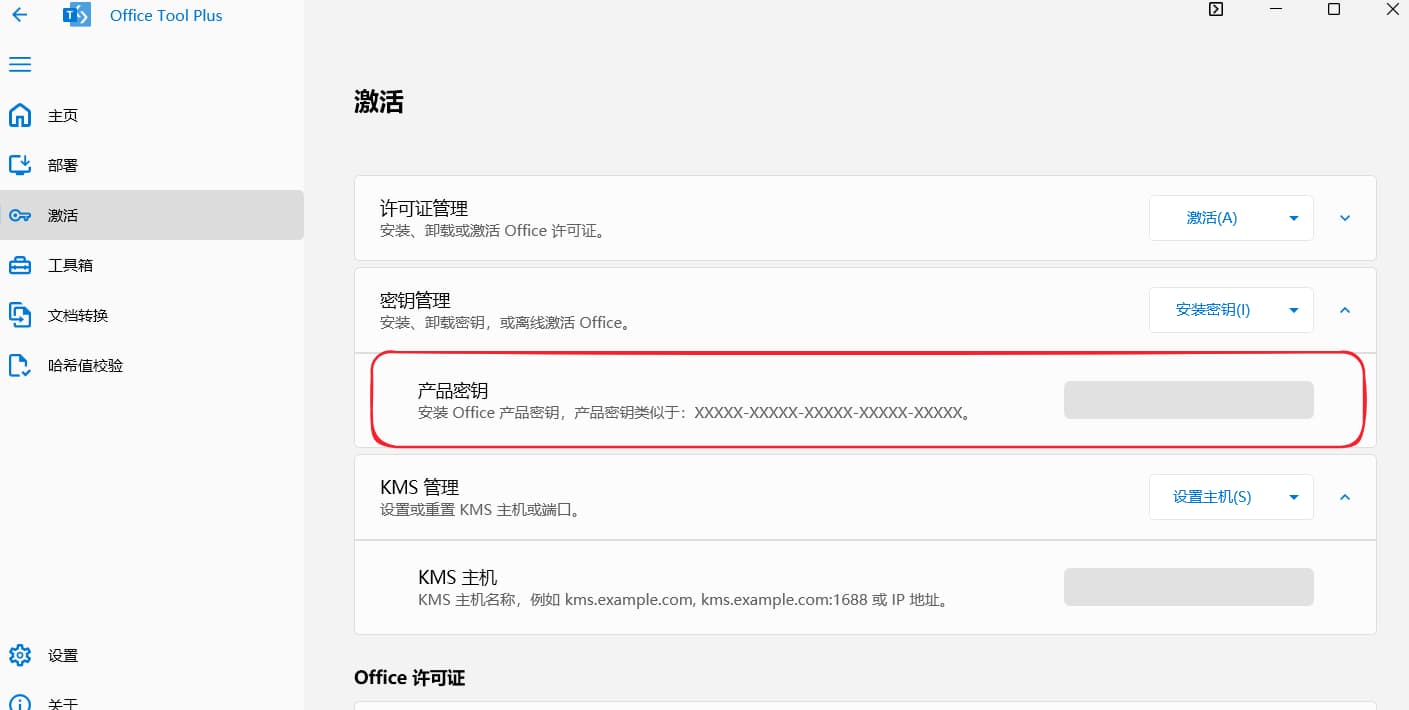 Office Tool Plus
主页
部署
激活
工具箱
文档转换
哈希值校验
设置
关于
激活
许可证管理
安装、卸载或激活 Office 许可证。
激活(A)
密钥管理
安装、卸载密钥，或离线激活 Office。
安装密钥(I)
产品密钥
安装 Office 产品密钥，产品密钥类似于：XXXXX-XXXXX-XXXXX-XXXXX-XXXXX。
KMS 管理
设置或重置 KMS 主机或端口。
设置主机(S)
KMS 主机
KMS 主机名称，例如 kms.example.com, kms.example.com:1688 或 IP 地址。
Office 许可证